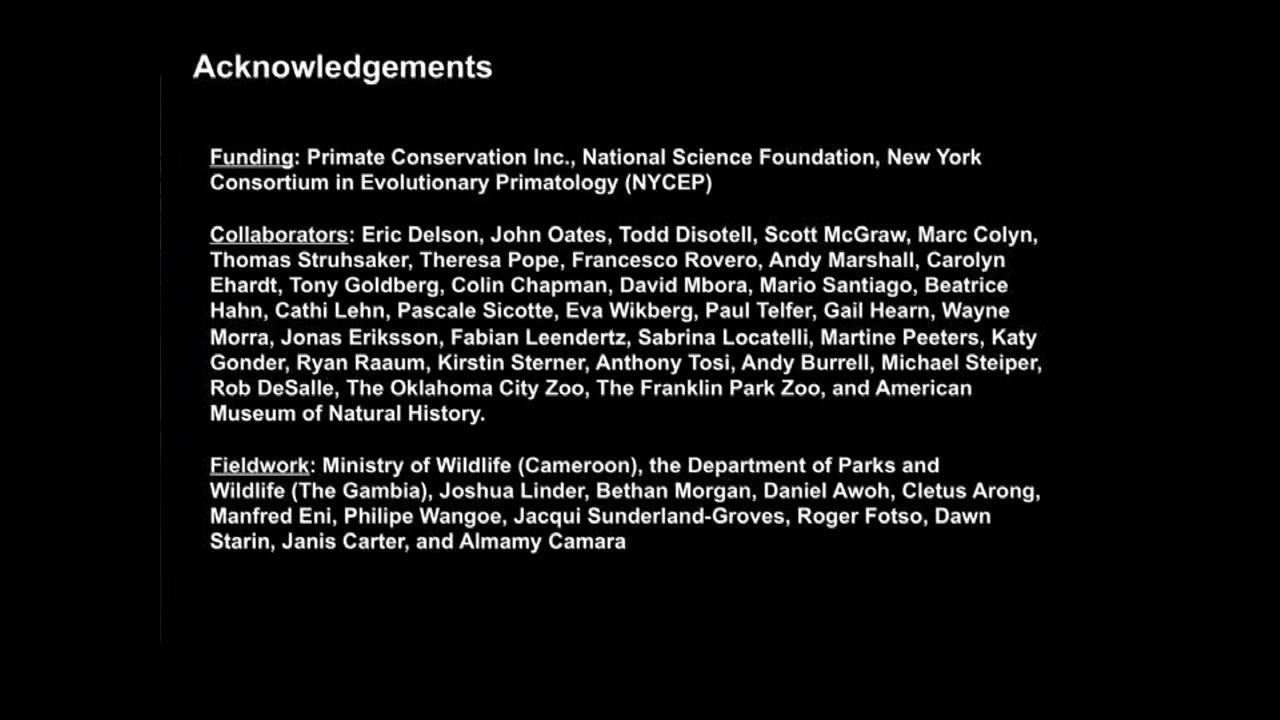 Acknowledgements
Funding: Primate Conservation Inc., National Science Foundation, New York
Consortium in Evolutionary Primatology (NYCEP)
Collaborators: Eric Delson, John Oates, Todd Disotell, Scott McGraw, Marc Colyn,
Thomas Struhsaker, Theresa Pope, Francesco Rovero, Andy Marshall, Carolyn
Ehardt, Tony Goldberg, Colin Chapman, David Mbora, Mario Santiago, Beatrice
Hahn, Cathi Lehn, Pascale Sicotte, Eva Wikberg, Paul Telfer, Gail Hearn, Wayne
Morra, Jonas Eriksson, Fabian Leendertz, Sabrina Locatelli, Martine Peeters, Katy
Gonder, Ryan Raaum, Kirstin Sterner, Anthony Tosi, Andy Burrell, Michael Steiper,
Rob DeSalle, The Oklahoma City Zoo, The Franklin Park Zoo, and American
Museum of Natural History.
Fieldwork: Ministry of Wildlife (Cameroon), the Department of Parks and
Wildlife (The Gambia), Joshua Linder, Bethan Morgan, Daniel Awoh, Cletus Arong,
Manfred Eni, Philipe Wangoe, Jacqui Sunderland-Groves, Roger Fotso, Dawn
Starin, Janis Carter, and Almamy Camara